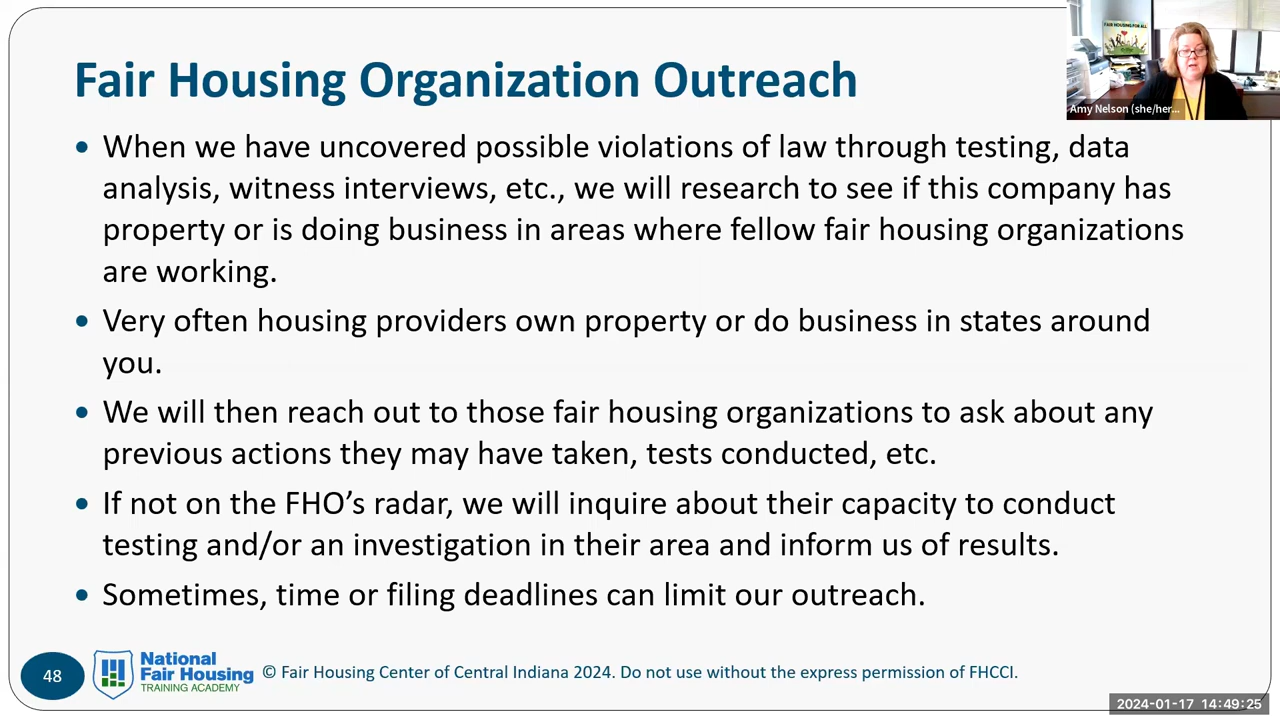 Fair Housing Organization Outreach
FAIR HOUSING FOR ALL
Amy Nelson (she/her...
• When we have uncovered possible violations of law through testing, data
analysis, witness interviews, etc., we will research to see if this company has
property or is doing business in areas where fellow fair housing organizations
are working.
• Very often housing providers own property or do business in states around
you.
• We will then reach out to those fair housing organizations to ask about any
previous actions they may have taken, tests conducted, etc.
• If not on the FHO’s radar, we will inquire about their capacity to conduct
testing and/or an investigation in their area and inform us of results.
• Sometimes, time or filing deadlines can limit our outreach.
48
National
Fair Housing
TRAINING ACADEMY
© Fair Housing Center of Central Indiana 2024. Do not use without the express permission of FHCCI.
2024-01-17 14:49:25